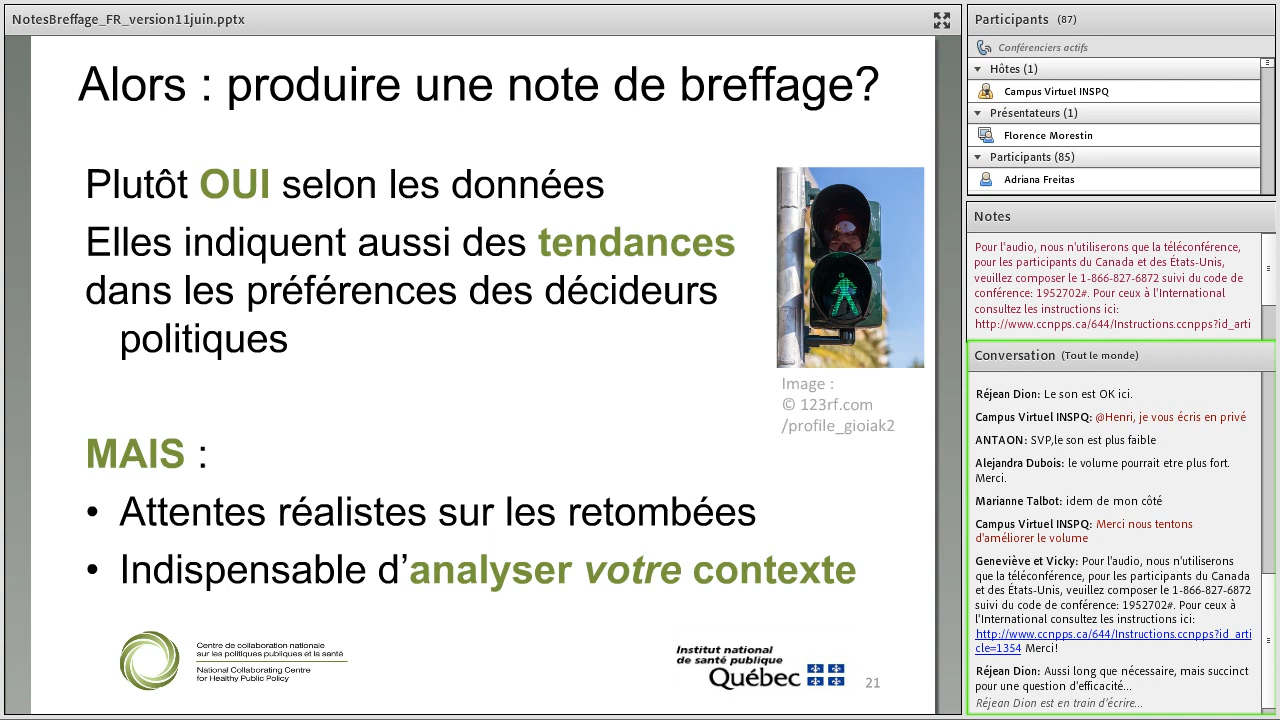 NotesBreffage_FR_version11juin.pptx
Alors : produire une note de breffage?
Plutôt OUI selon les données
Elles indiquent aussi des tendances
dans les préférences des décideurs
politiques
Image :
© 123rf.com
/profile_gioiak2
MAIS :
• Attentes réalistes sur les retombées
• Indispensable d’analyser votre contexte
Centre de collaboration nationale
sur les politiques publiques et la santé
National Collaborating Centre
for Healthy Public Policy
Institut national
de santé publique
Québec
21
Participants (87)
Conférenciers actifs
Hôtes (1)
Campus Virtuel INSPQ
Présentateurs (1)
Florence Morestin
Participants (85)
Adriana Freitas
Notes
Pour l'audio, nous n'utiliserons que la téléconférence,
pour les participants du Canada et des États-Unis,
veuillez composer le 1-866-827-6872 suivi du code de
conférence: 1952702#. Pour ceux à l'International
consultez les instructions ici:
http://www.ccnpps.ca/644/Instructions.ccnpps?id_arti
Conversation (Tout le monde)
Réjean Dion: Le son est OK ici.
Campus Virtuel INSPQ: @Henri, je vous écris en privé
ANTAON: SVP,le son est plus faible
Alejandra Dubois: le volume pourrait etre plus fort.
Merci.
Marianne Talbot: idem de mon côté
Campus Virtuel INSPQ: Merci nous tentons
d'améliorer le volume
Geneviève et Vicky: Pour l'audio, nous n'utiliserons
que la téléconférence, pour les participants du Canada
et des États-Unis, veuillez composer le 1-866-827-6872
suivi du code de conférence: 1952702#. Pour ceux à
l'International consultez les instructions ici:
http://www.ccnpps.ca/644/Instructions.ccnpps?id_arti
cle=1354 Merci!
Réjean Dion: Aussi long que nécessaire, mais succint
pour une question d'efficacité...
Réjean Dion est en train d'écrire...